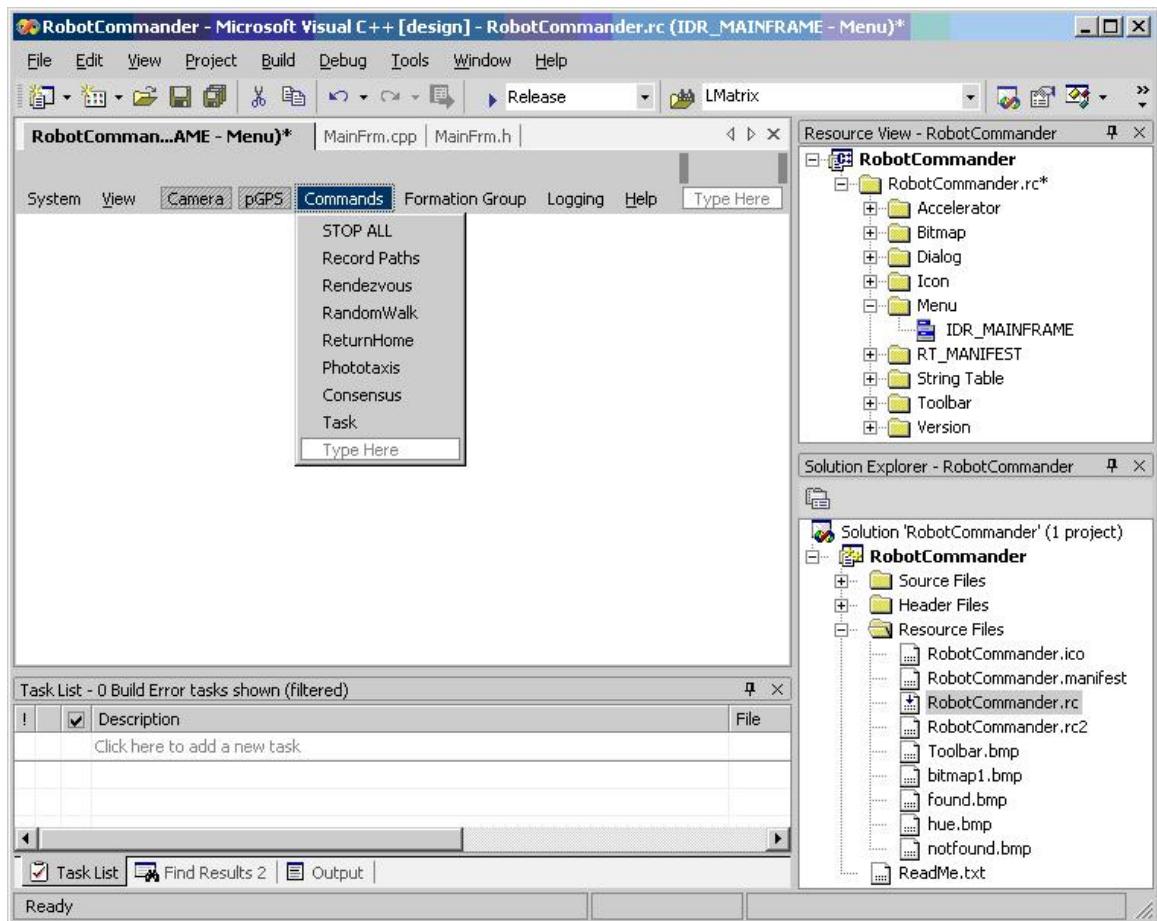 RobotCommander - Microsoft Visual C++ [design] - RobotCommander.rc (IDR_MAINFRAME - Menu)*
File Edit View Project Build Debug Tools Window Help
Release LMatrix
RobotComman...AME - Menu)* MainFrm.cpp MainFrm.h
System View Camera pGPS Commands Formation Group Logging Help Type Here
STOP ALL
Record Paths
Rendezvous
RandomWalk
ReturnHome
Phototaxis
Consensus
Task
Type Here
Resource View - RobotCommander
RobotCommander
RobotCommander.rc*
Accelerator
Bitmap
Dialog
Icon
Menu
IDR_MAINFRAME
RT_MANIFEST
String Table
Toolbar
Version
Solution Explorer - RobotCommander
Solution 'RobotCommander' (1 project)
RobotCommander
Source Files
Header Files
Resource Files
RobotCommander.ico
RobotCommander.manifest
RobotCommander.rc
RobotCommander.rc2
Toolbar.bmp
bitmap1.bmp
found.bmp
hue.bmp
notfound.bmp
ReadMe.txt
Task List - 0 Build Error tasks shown (filtered)
! Description File
Click here to add a new task
Task List Find Results 2 Output
Ready